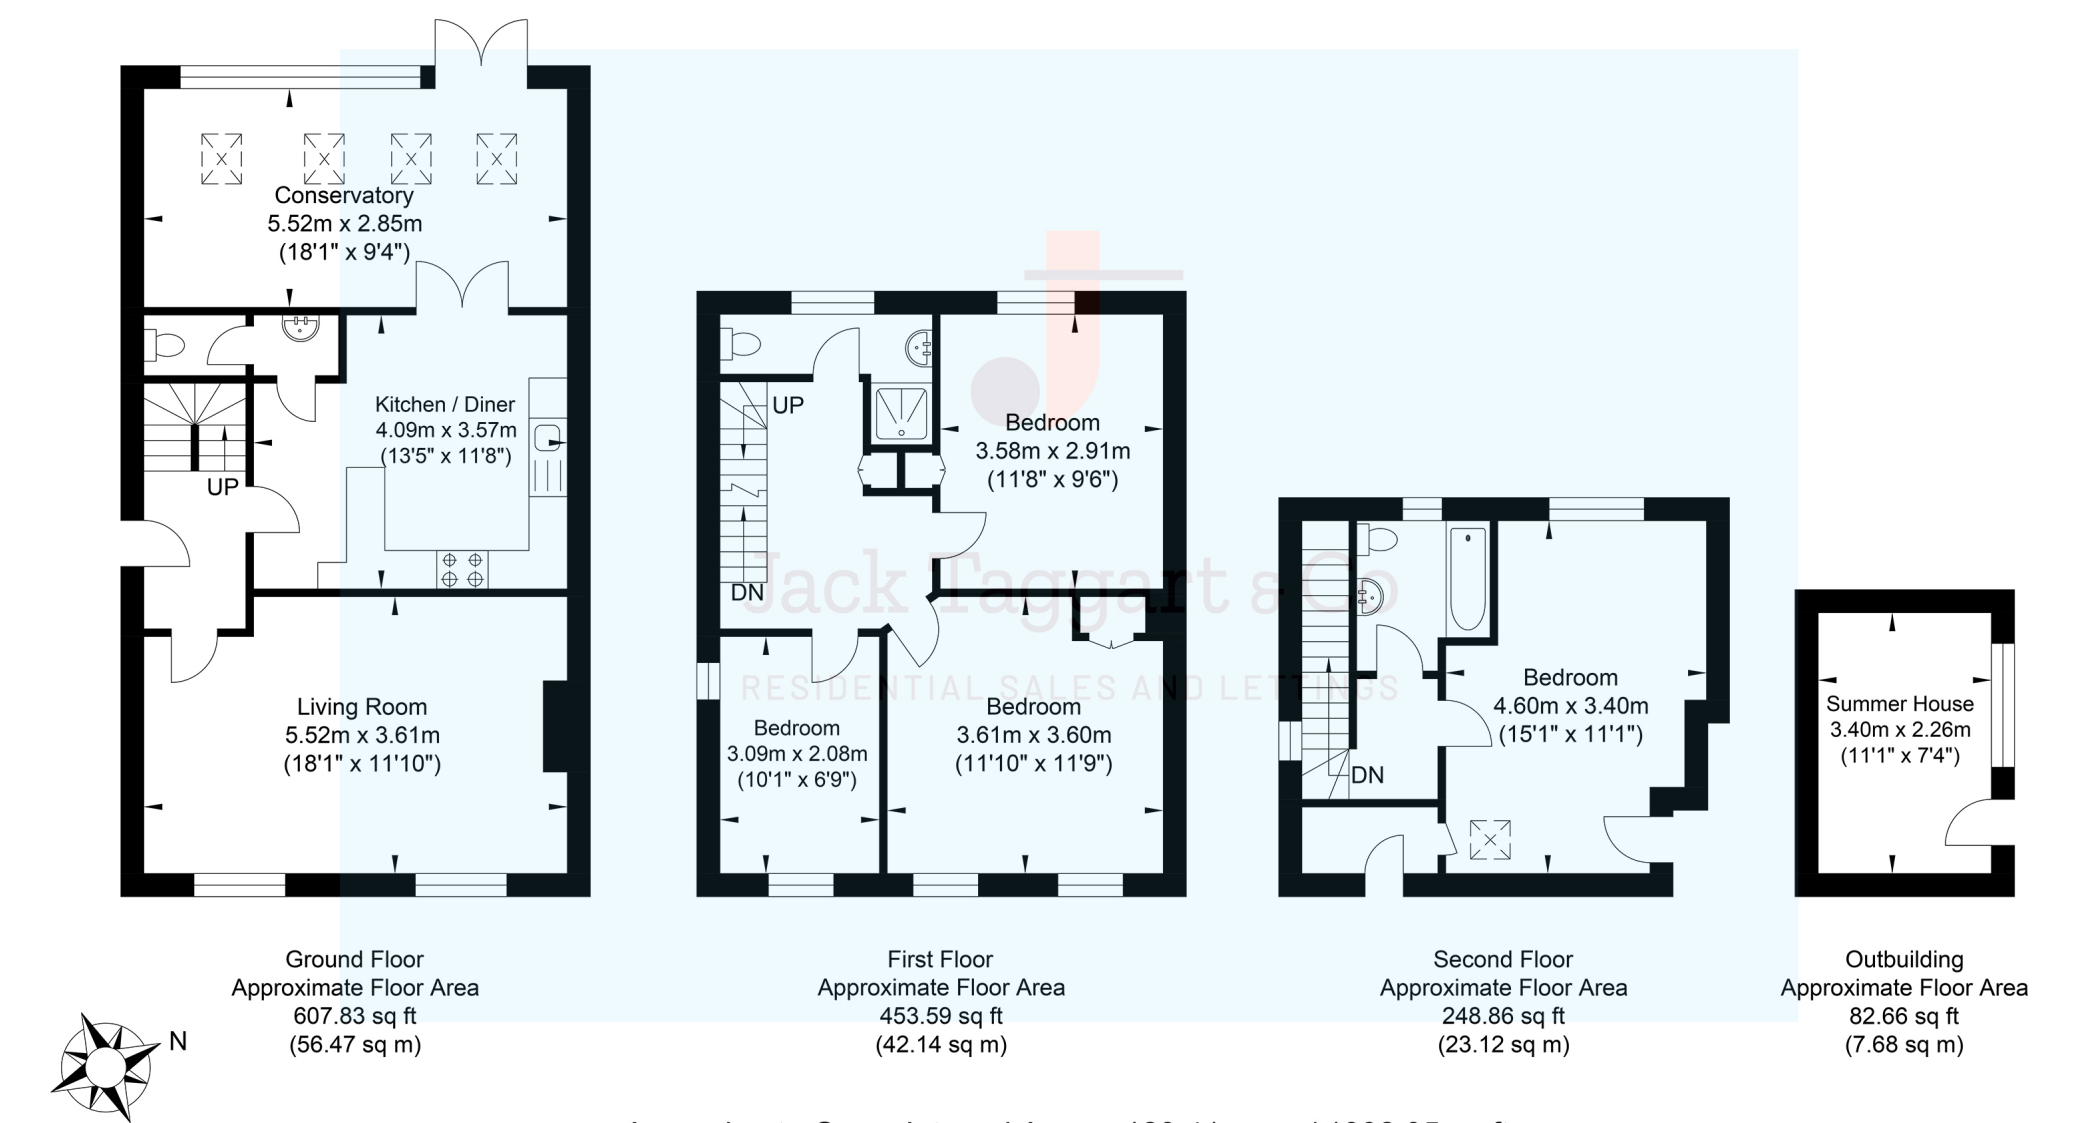 Conservatory
5.52m x 2.85m
(18'1" x 9'4")
Kitchen / Diner
4.09m x 3.57m
(13'5" x 11'8")
UP
Living Room
5.52m x 3.61m
(18'1" x 11'10")
Ground Floor
Approximate Floor Area
607.83 sq ft
(56.47 sq m)
N
UP
DN
Bedroom
3.58m x 2.91m
(11'8" x 9'6")
Bedroom
3.09m x 2.08m
(10'1" x 6'9")
Bedroom
3.61m x 3.60m
(11'10" x 11'9")
First Floor
Approximate Floor Area
453.59 sq ft
(42.14 sq m)
Jack Taggart & Co
RESIDENTIAL SALES AND LETTINGS
Bedroom
4.60m x 3.40m
(15'1" x 11'1")
DN
Second Floor
Approximate Floor Area
248.86 sq ft
(23.12 sq m)
Summer House
3.40m x 2.26m
(11'1" x 7'4")
Outbuilding
Approximate Floor Area
82.66 sq ft
(7.68 sq m)